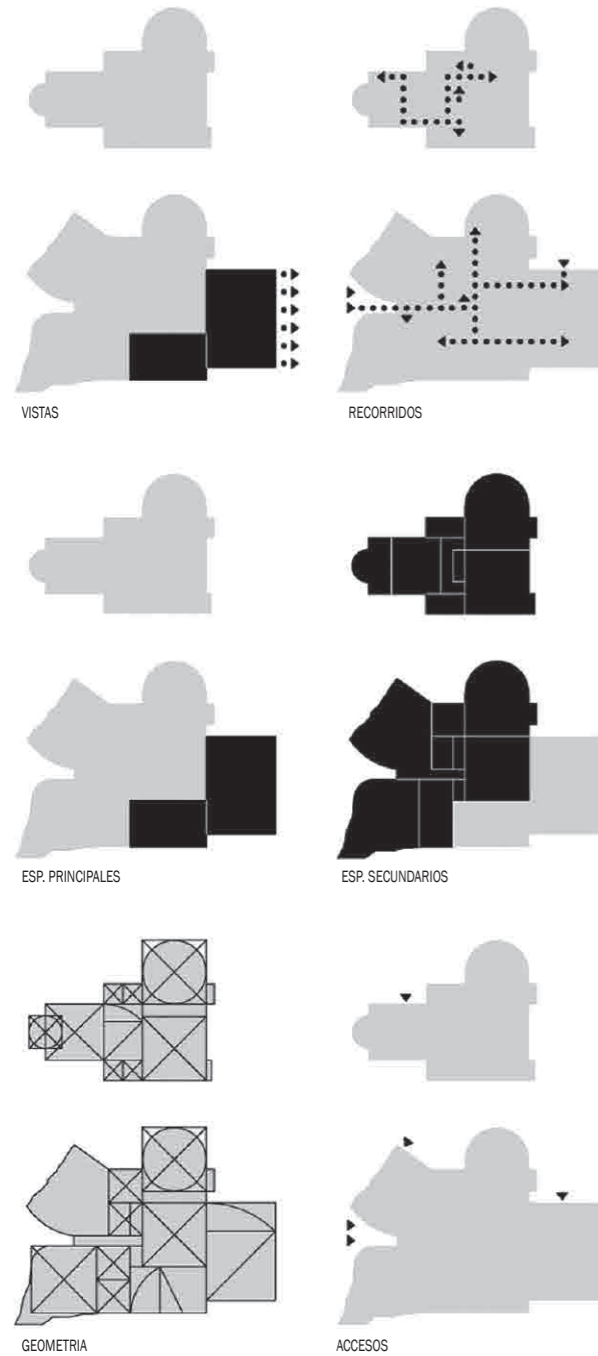 VISTAS
RECORRIDOS
ESP. PRINCIPALES
ESP. SECUNDARIOS
GEOMETRIA
ACCESOS